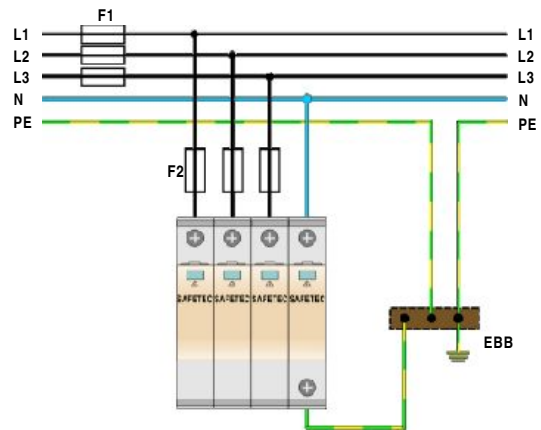 F1
L1 L1
L2 L2
L3 L3
N N
PE PE
F2
SAFETEC SAFETEC SAFETEC SAFETEC
EBB